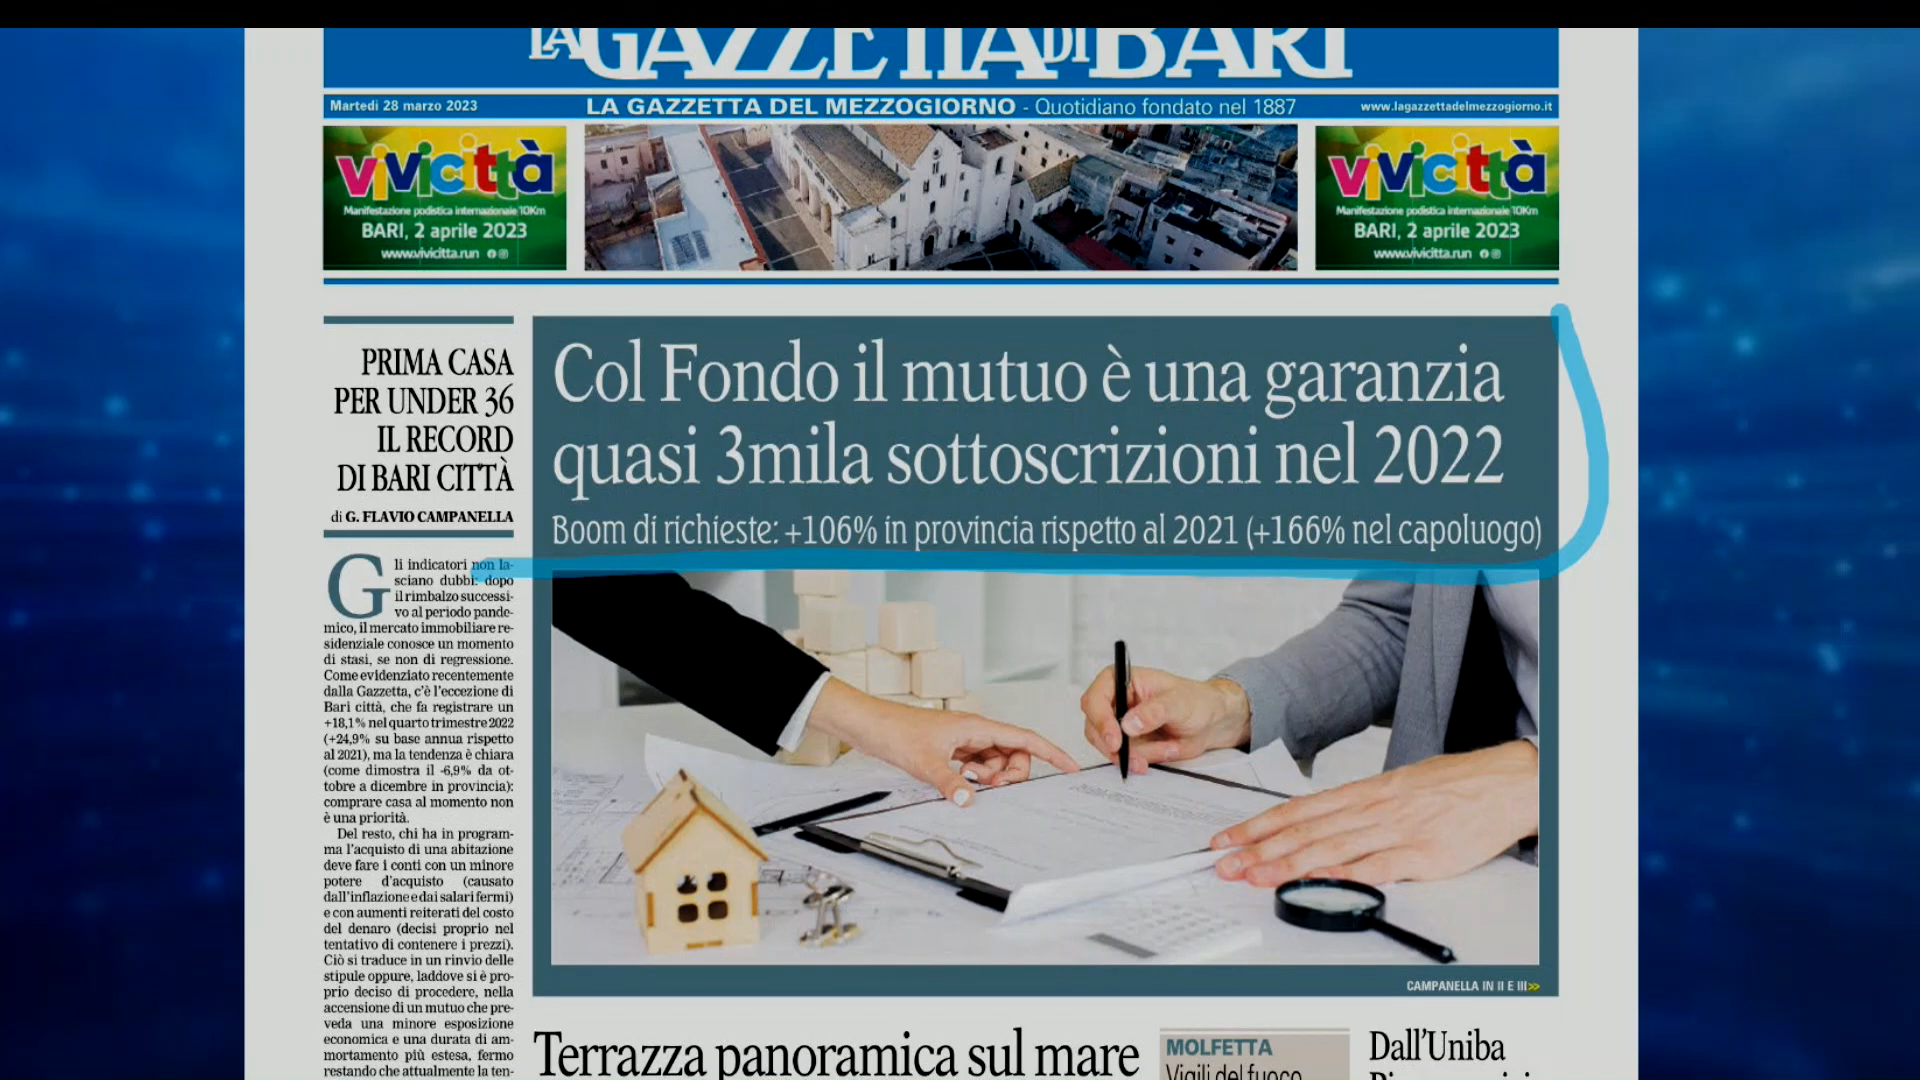 LA GAZZETTA DI BARI
Martedì 28 marzo 2023
LA GAZZETTA DEL MEZZOGIORNO - Quotidiano fondato nel 1887
www.lagazzettadelmezzogiorno.it
vivicittà
Manifestazione podistica internazionale 10Km
BARI, 2 aprile 2023
www.vivicitta.run
vivicittà
Manifestazione podistica internazionale 10Km
BARI, 2 aprile 2023
www.vivicitta.run
PRIMA CASA
PER UNDER 36
IL RECORD
DI BARI CITTÀ
di G. FLAVIO CAMPANELLA
Gli indicatori non la-
sciano dubbi: dopo
il rimbalzo successi-
vo al periodo pande-
mico, il mercato immobiliare re-
sidenziale conosce un momento
di stasi, se non di regressione.
Come evidenziato recentemente
dalla Gazzetta, c'è l'eccezione di
Bari città, che fa registrare un
+18,1% nel quarto trimestre 2022
(+24,9% su base annua rispetto
al 2021), ma la tendenza è chiara
(come dimostra il -6,9% da ot-
tobre a dicembre in provincia):
comprare casa al momento non
è una priorità.
Del resto, chi ha in program-
ma l'acquisto di una abitazione
deve fare i conti con un minore
potere d'acquisto (causato
dall'inflazione e dai salari fermi)
e con aumenti reiterati del costo
del denaro (decisi proprio nel
tentativo di contenere i prezzi).
Ciò si traduce in un rinvio delle
stipule oppure, laddove si è pro-
prio deciso di procedere, nella
accensione di un mutuo che pre-
veda una minore esposizione
economica e una durata di am-
mortamento più estesa, fermo
restando che attualmente la ten-
Col Fondo il mutuo è una garanzia
quasi 3mila sottoscrizioni nel 2022
Boom di richieste: +106% in provincia rispetto al 2021 (+166% nel capoluogo)
CAMPANELLA IN II E III>>
Terrazza panoramica sul mare
MOLFETTA
Vigili del fuoco
Dall'Uniba